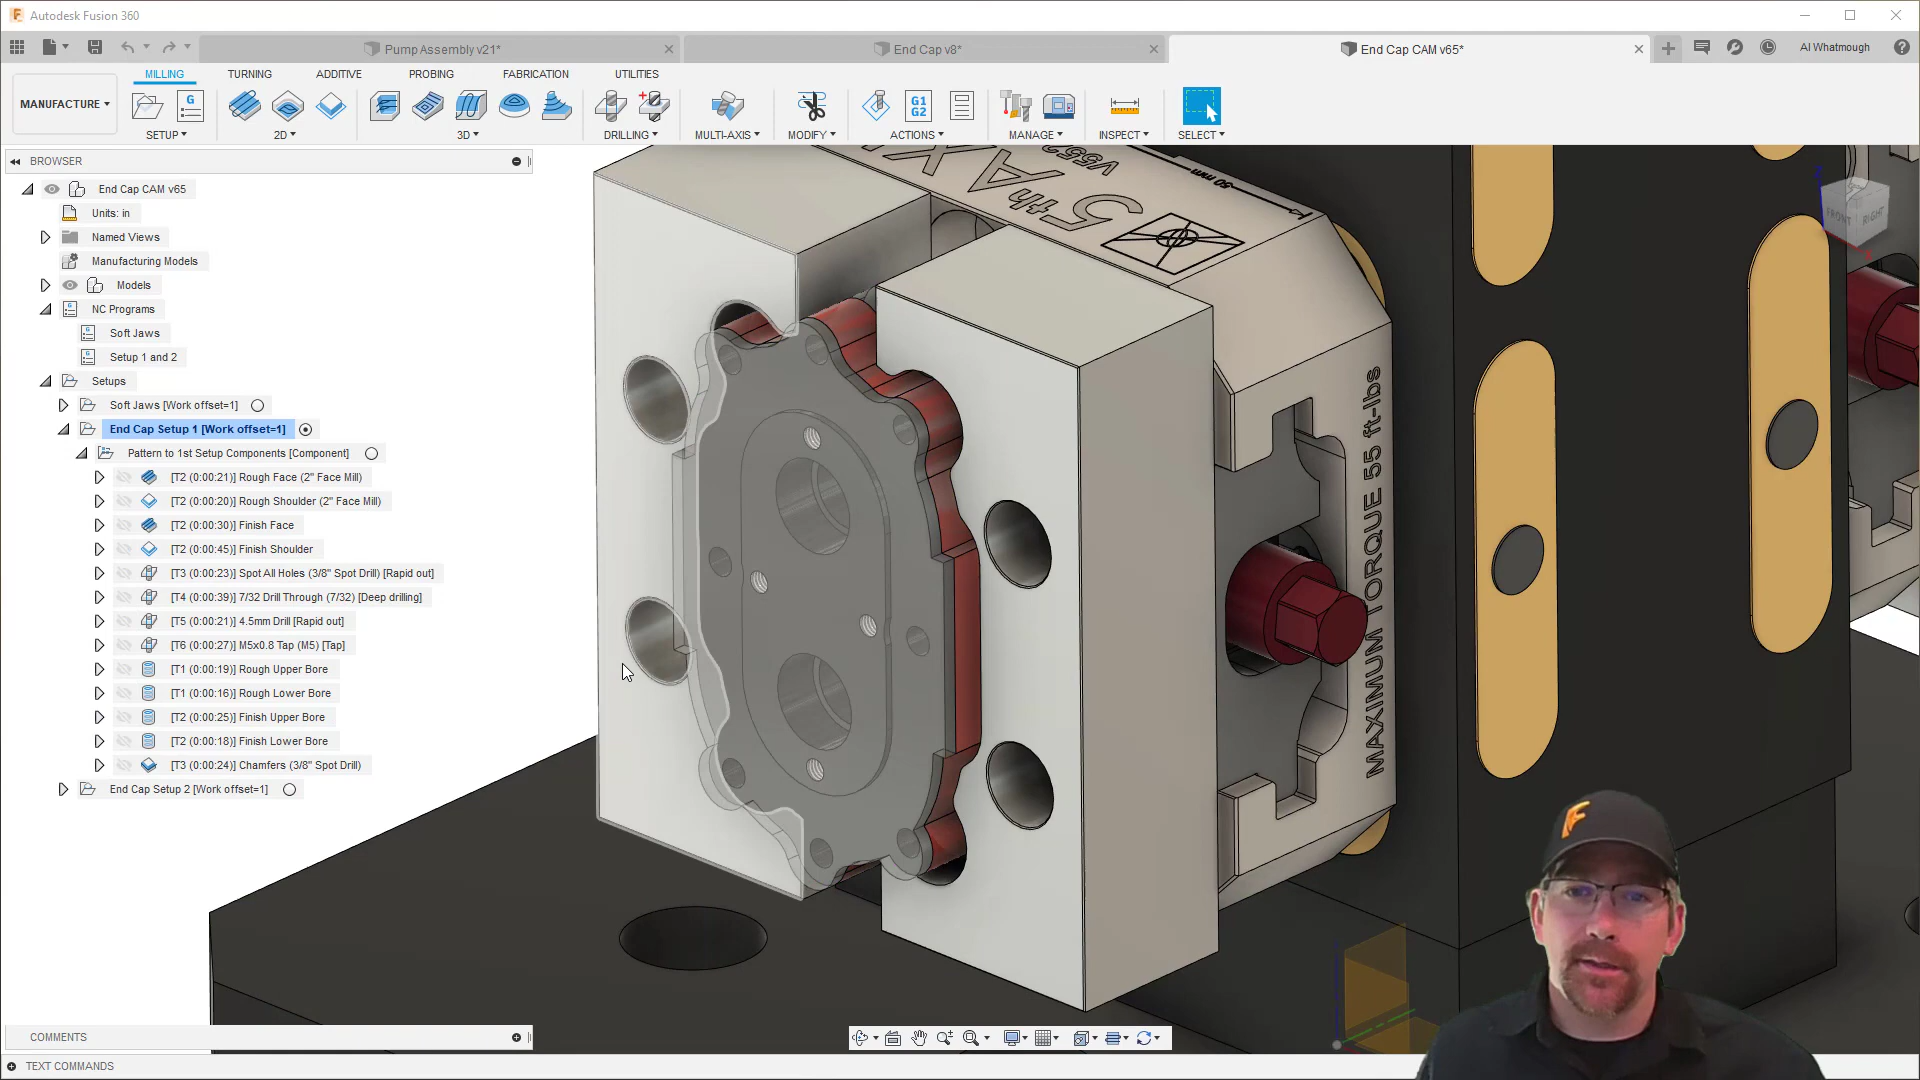 Autodesk Fusion 360
Pump Assembly v21*
End Cap v8*
End Cap CAM v65*
Al Whatmough
MANUFACTURE
MILLING
TURNING
ADDITIVE
PROBING
FABRICATION
UTILITIES
SETUP
2D
3D
DRILLING
MULTI-AXIS
MODIFY
G1
G2
ACTIONS
MANAGE
INSPECT
SELECT
BROWSER
End Cap CAM v65
Units: in
Named Views
Manufacturing Models
Models
NC Programs
Soft Jaws
Setup 1 and 2
Setups
Soft Jaws [Work offset=1]
End Cap Setup 1 [Work offset=1]
Pattern to 1st Setup Components [Component]
[T2 (0:00:21)] Rough Face (2" Face Mill)
[T2 (0:00:20)] Rough Shoulder (2" Face Mill)
[T2 (0:00:30)] Finish Face
[T2 (0:00:45)] Finish Shoulder
[T3 (0:00:23)] Spot All Holes (3/8" Spot Drill) [Rapid out]
[T4 (0:00:39)] 7/32 Drill Through (7/32) [Deep drilling]
[T5 (0:00:21)] 4.5mm Drill [Rapid out]
[T6 (0:00:27)] M5x0.8 Tap (M5) [Tap]
[T1 (0:00:19)] Rough Upper Bore
[T1 (0:00:16)] Rough Lower Bore
[T2 (0:00:25)] Finish Upper Bore
[T2 (0:00:18)] Finish Lower Bore
[T3 (0:00:24)] Chamfers (3/8" Spot Drill)
End Cap Setup 2 [Work offset=1]
5th AXI
50 mm
MAXIMUM TORQUE 55 ft-lbs
FRONT
RIGHT
COMMENTS
TEXT COMMANDS